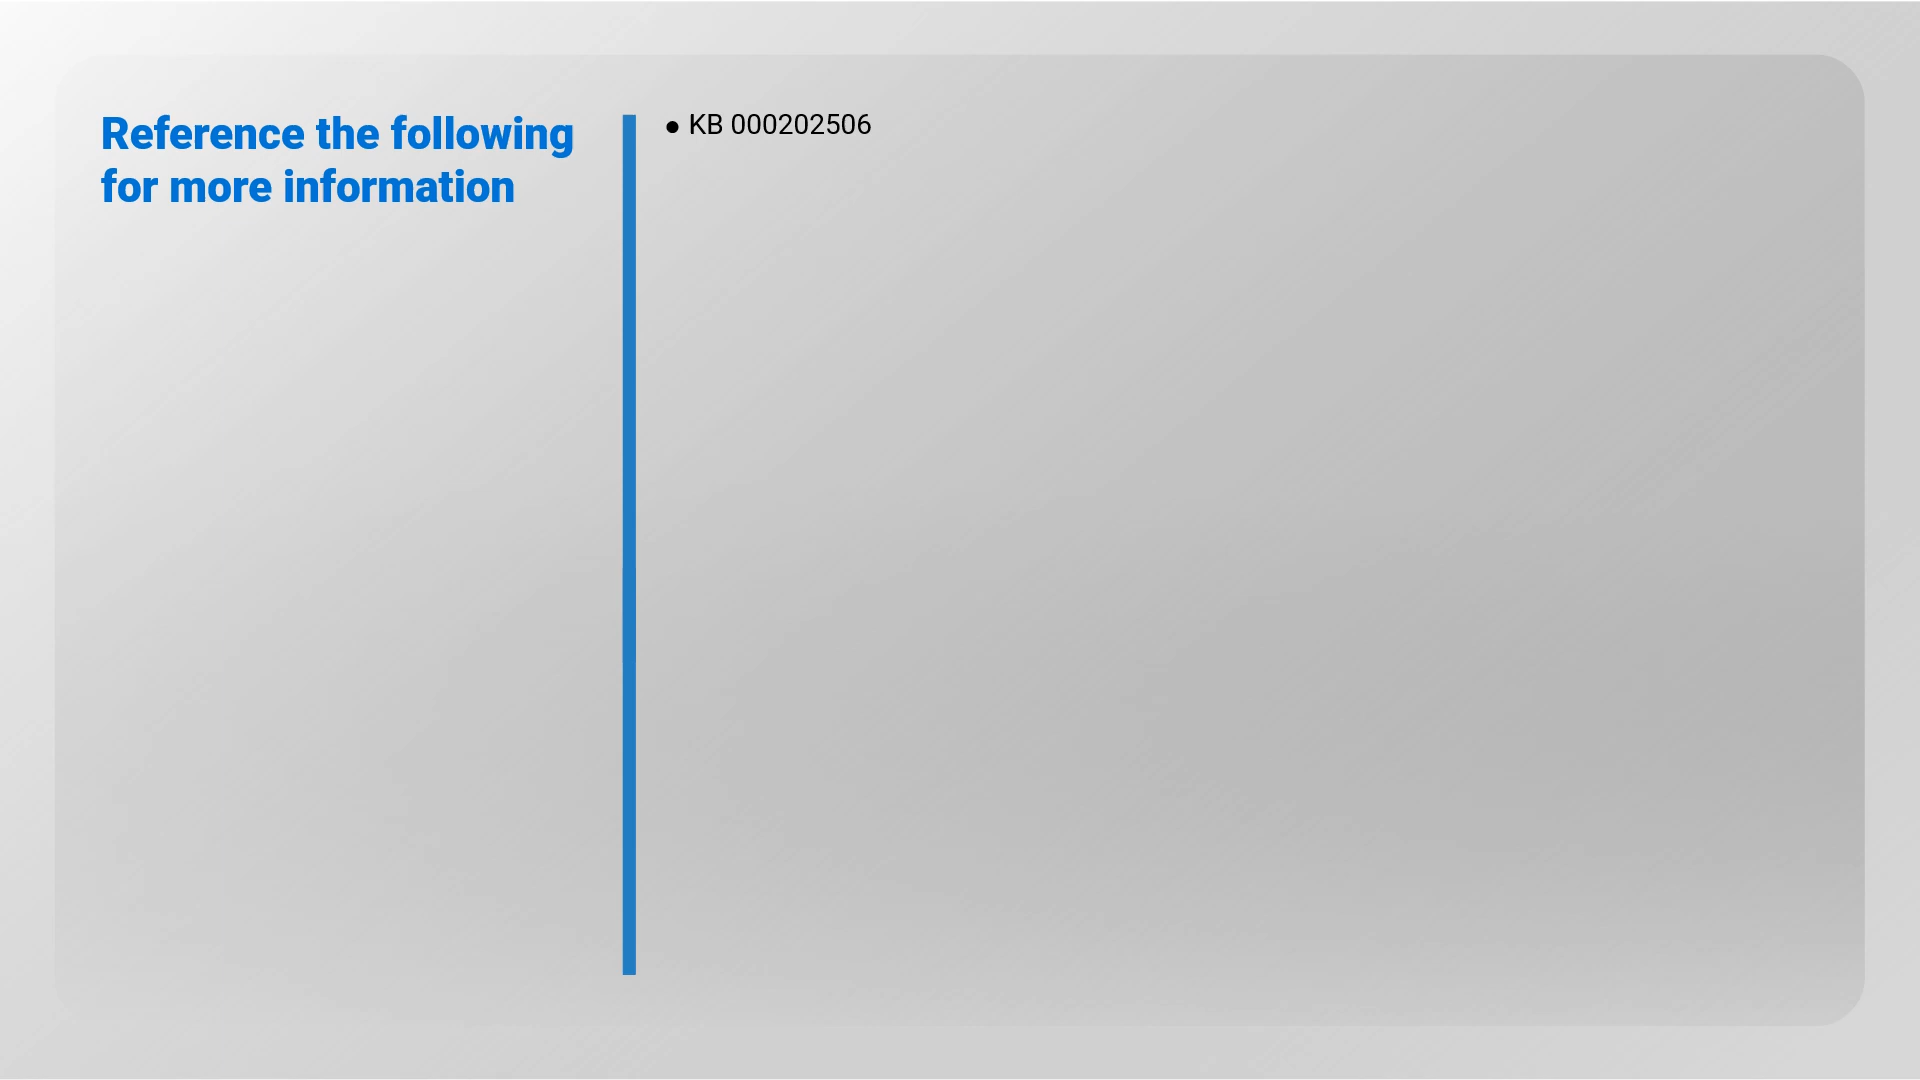 Reference the following
for more information
● KB 000202506